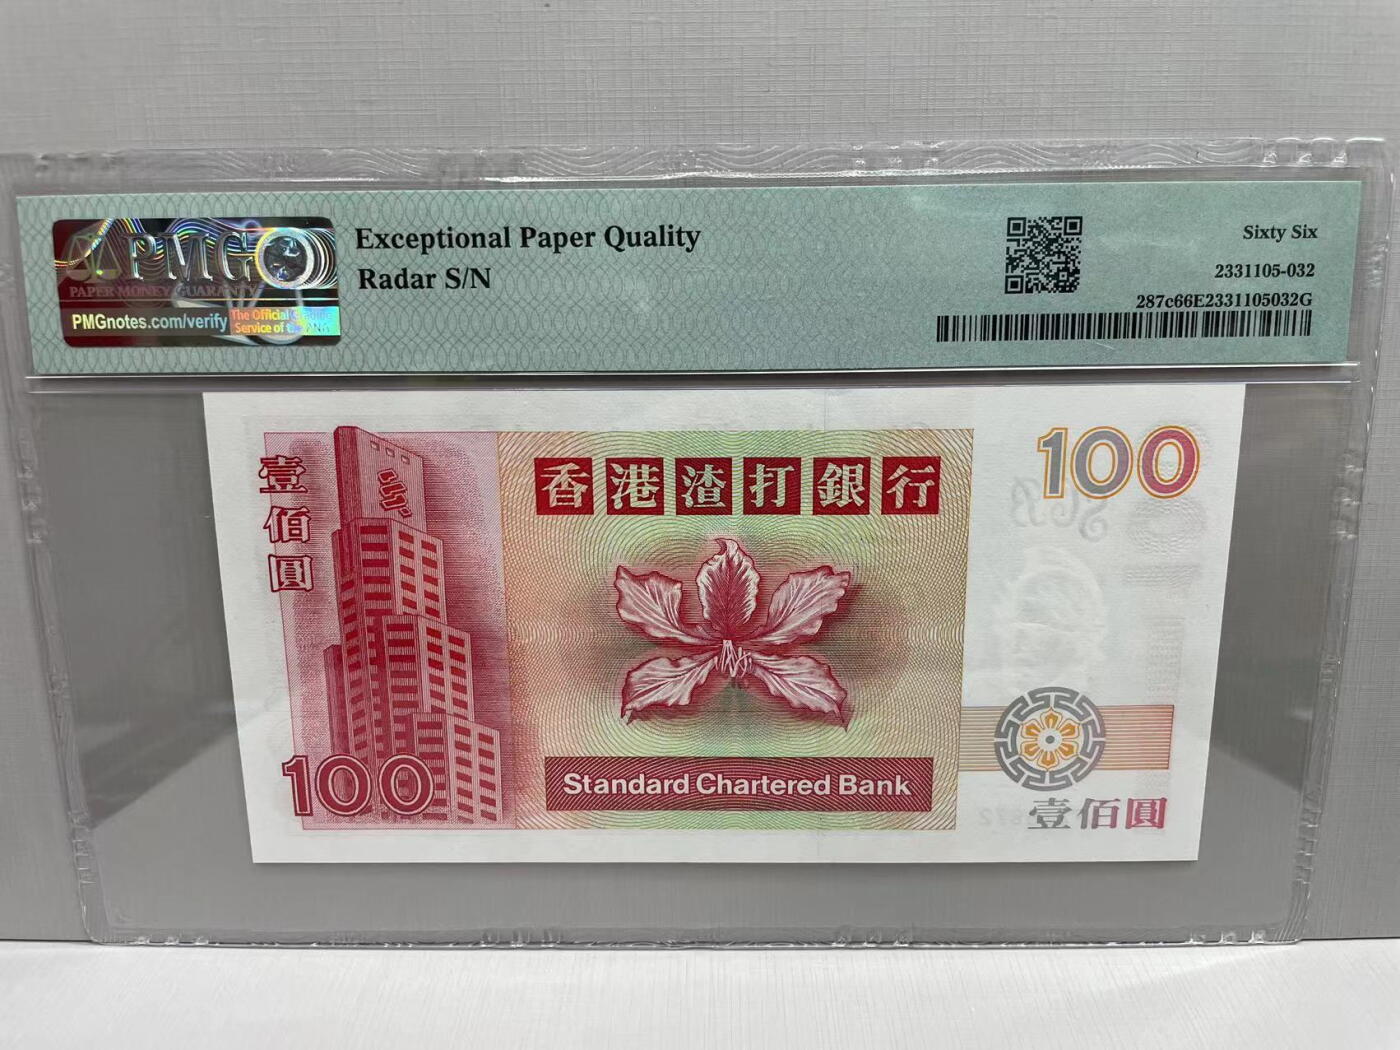 PMG
PAPER MONEY GUARANTY
PMGnotes.com/verify
The Official Grading
Service of the ANA
Exceptional Paper Quality
Radar S/N
Sixty Six
2331105-032
287c66E2331105032G
壹佰圓
香港渣打銀行
100
100
Standard Chartered Bank
壹佰圓